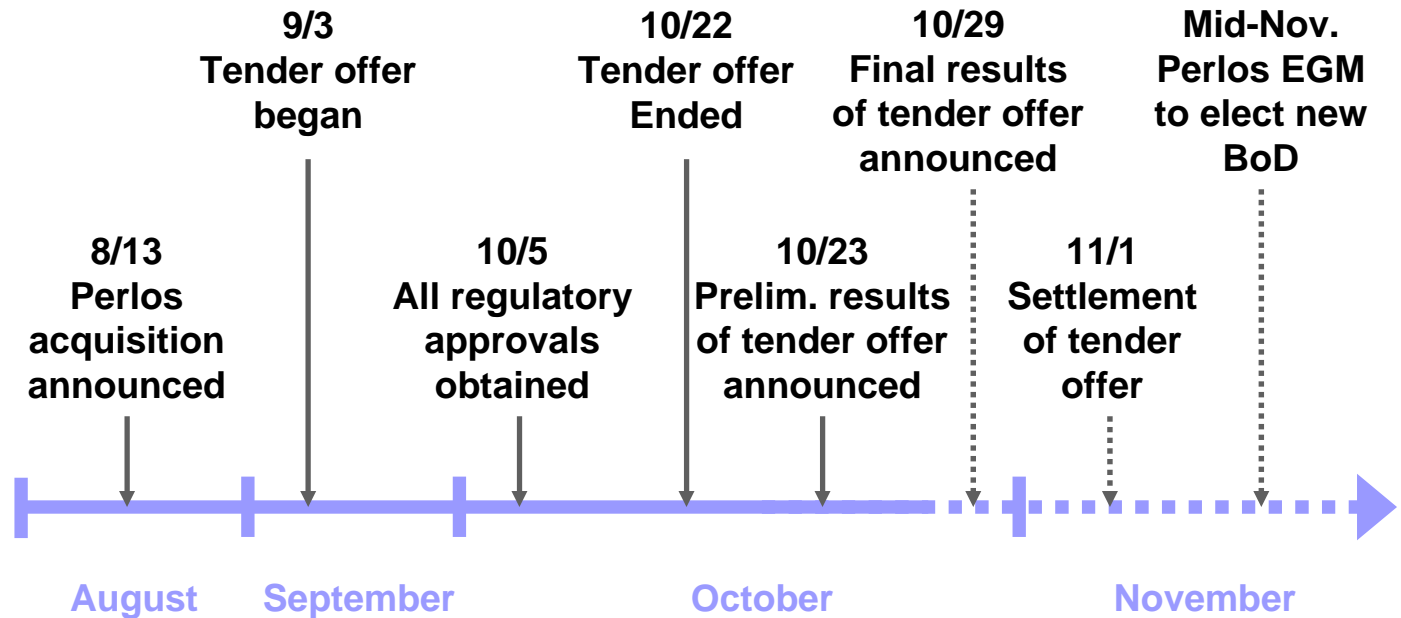 9/3
Tender offer
began
10/22
Tender offer
Ended
10/29
Final results
of tender offer
announced
Mid-Nov.
Perlos EGM
to elect new
BoD
8/13
Perlos
acquisition
announced
10/5
All regulatory
approvals
obtained
10/23
Prelim. results
of tender offer
announced
11/1
Settlement
of tender
offer
August
September
October
November